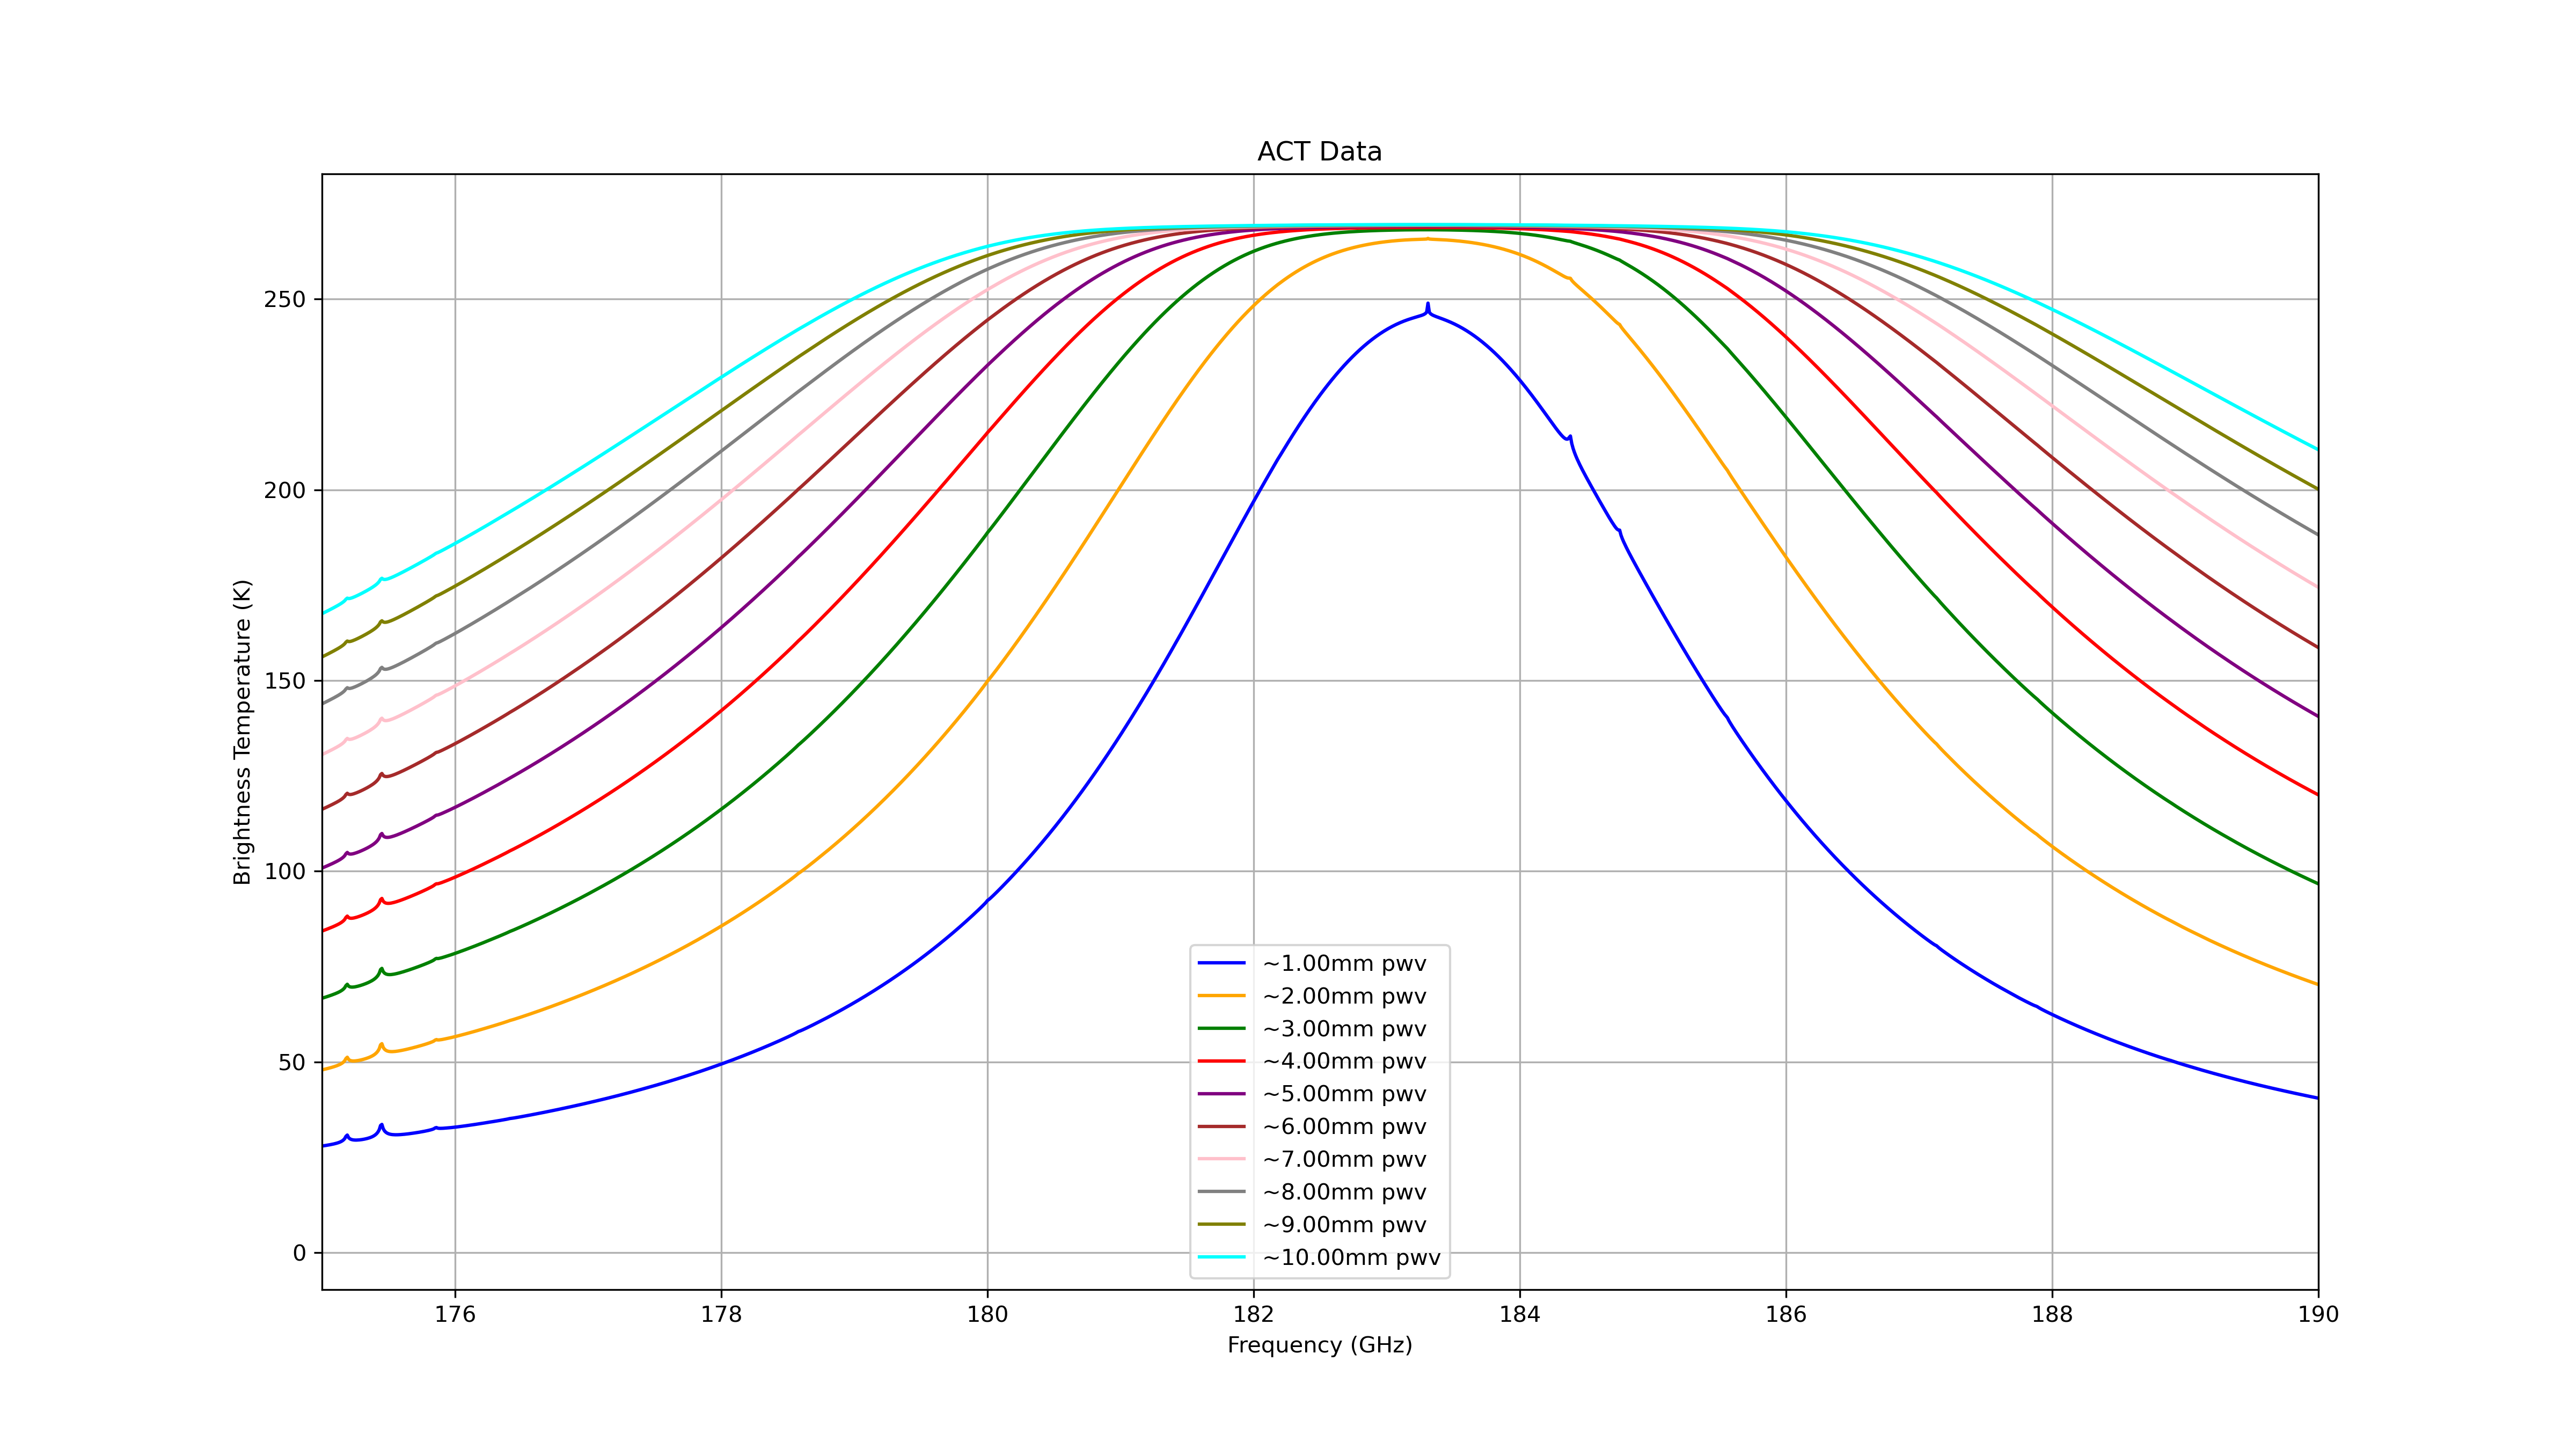 ACT Data
Brightness Temperature (K)
250
200
150
100
50
0
~1.00mm pwv
~2.00mm pwv
~3.00mm pwv
~4.00mm pwv
~5.00mm pwv
~6.00mm pwv
~7.00mm pwv
~8.00mm pwv
~9.00mm pwv
~10.00mm pwv
176 178 180 182 184 186 188 190
Frequency (GHz)